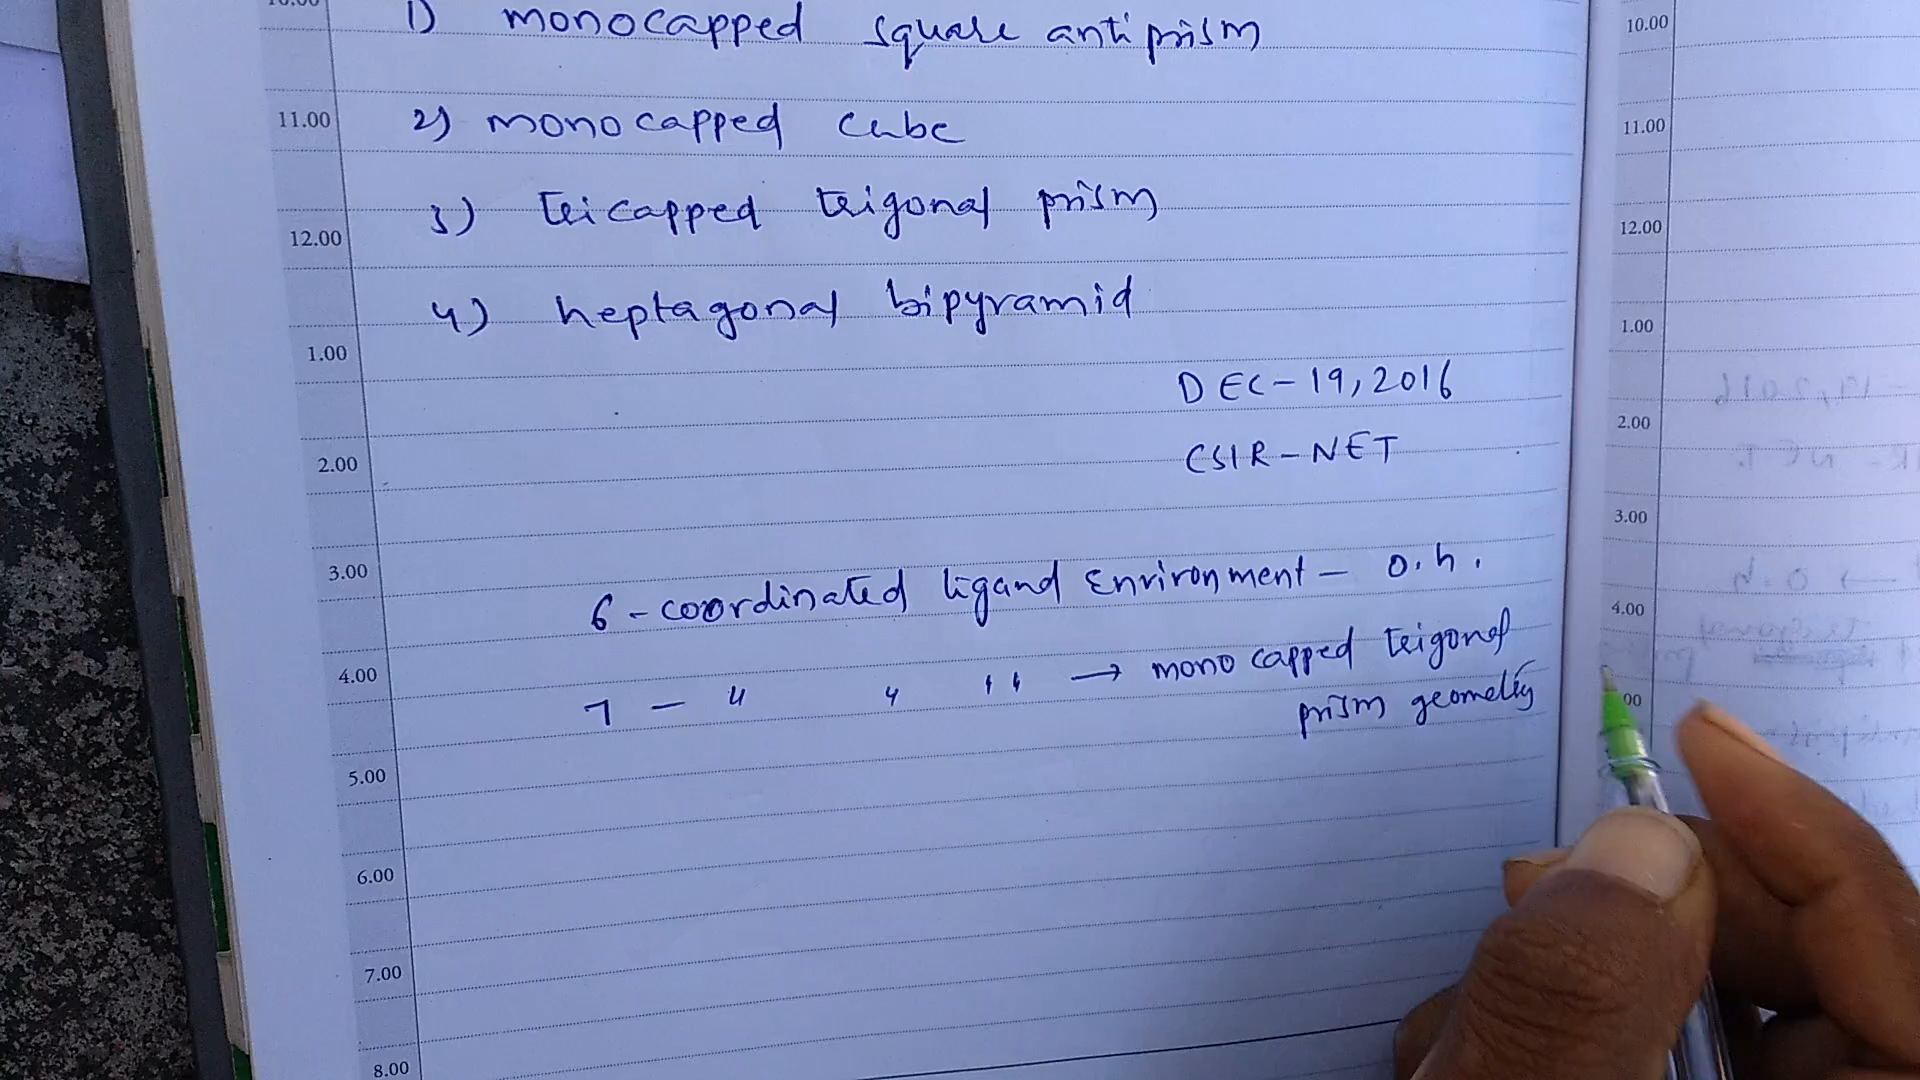 10.00
1) monocapped square antiprism
11.00 2) monocapped cube
3) tricapped trigonal prism
12.00
4) heptagonal bipyramid
1.00
DEC-19, 2016
2.00
CSIR-NET
3.00
6-coordinated ligand Environment - o.h.
4.00
7 - " " " → mono capped trigonal
prism geometry
5.00
6.00
7.00
8.00
10.00
11.00
12.00
1.00
2.00
3.00
4.00
00